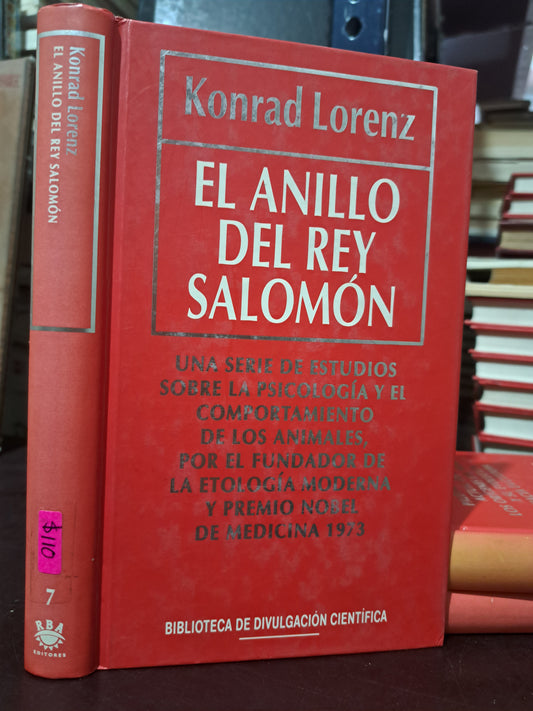 Konrad Lorenz
EL ANILLO DEL REY SALOMÓN
$110
7
RBA
EDITORES
Konrad Lorenz
EL ANILLO
DEL REY
SALOMÓN
UNA SERIE DE ESTUDIOS
SOBRE LA PSICOLOGÍA Y EL
COMPORTAMIENTO
DE LOS ANIMALES,
POR EL FUNDADOR DE
LA ETOLOGÍA MODERNA
Y PREMIO NOBEL
DE MEDICINA 1973
BIBLIOTECA DE DIVULGACIÓN CIENTÍFICA